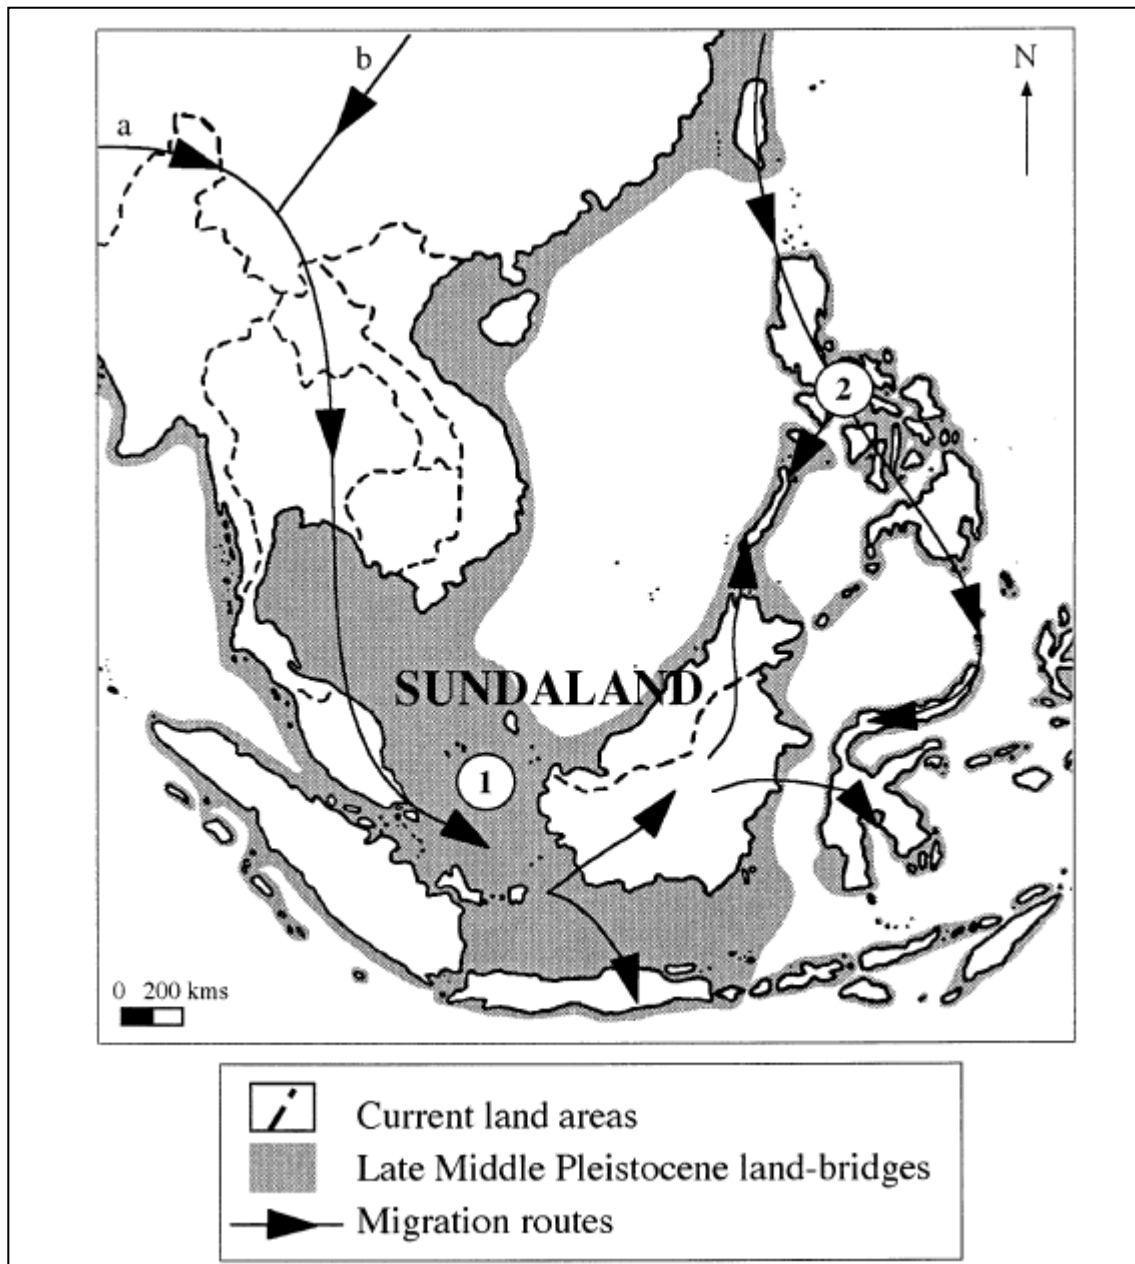 b
N
a
2
SUNDALAND
1
0 200 kms
Current land areas
Late Middle Pleistocene land-bridges
Migration routes